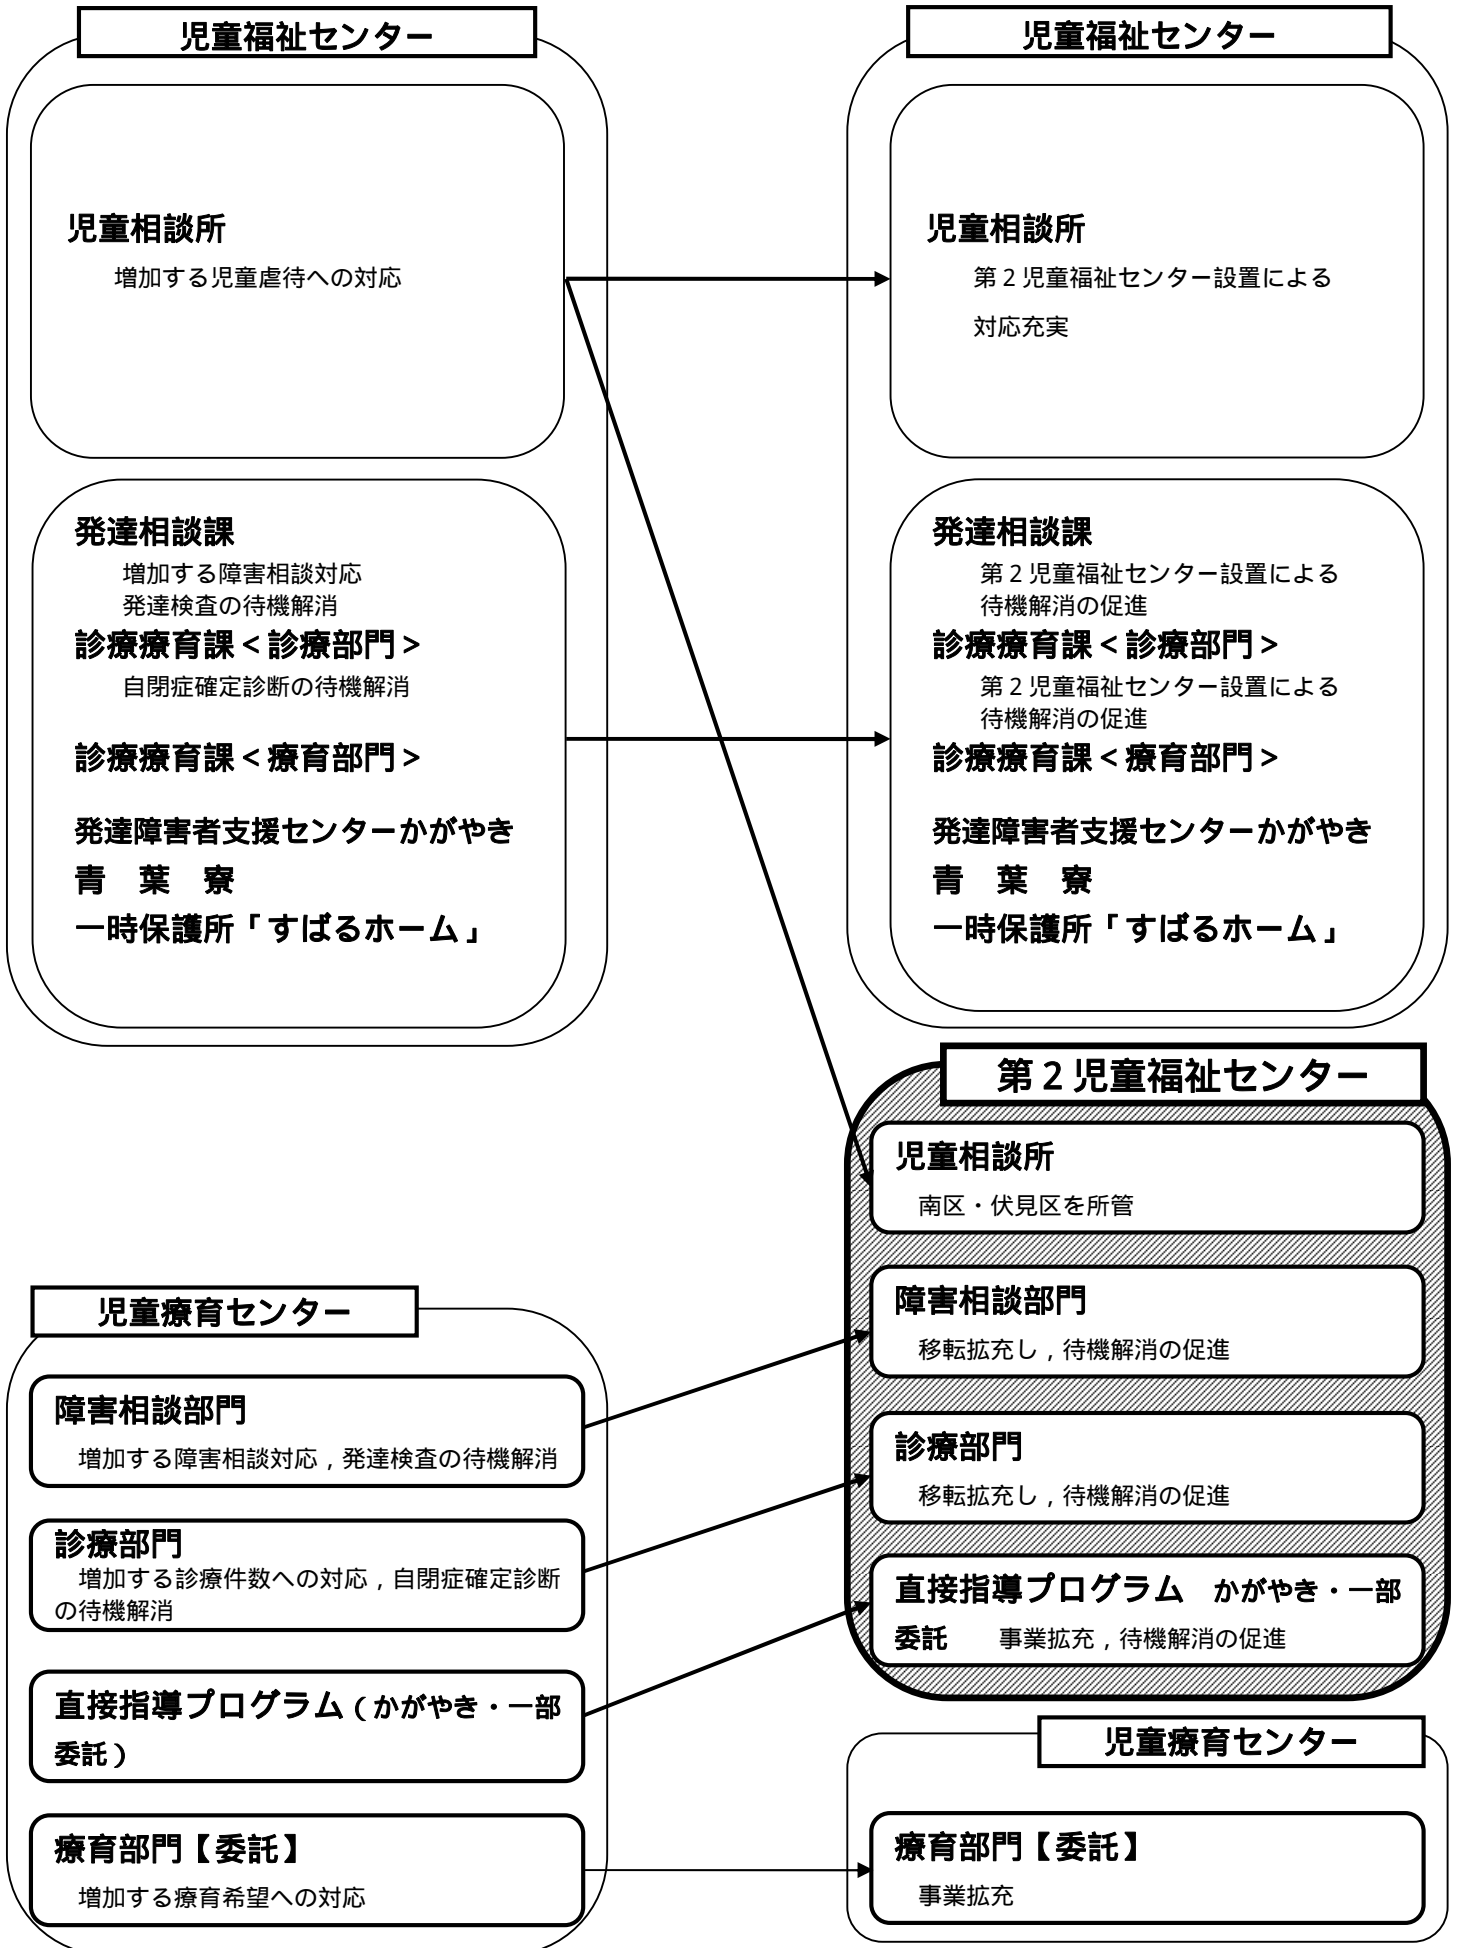 児童福祉センター
児童相談所
増加する児童虐待への対応
発達相談課
増加する障害相談対応
発達検査の待機解消
診療療育課＜診療部門＞
自閉症確定診断の待機解消
診療療育課＜療育部門＞
発達障害者支援センターかがやき
青　葉　寮
一時保護所「すばるホーム」
児童福祉センター
児童相談所
第２児童福祉センター設置による
対応充実
発達相談課
第２児童福祉センター設置による
待機解消の促進
診療療育課＜診療部門＞
第２児童福祉センター設置による
待機解消の促進
診療療育課＜療育部門＞
発達障害者支援センターかがやき
青　葉　寮
一時保護所「すばるホーム」
第２児童福祉センター
児童相談所
南区・伏見区を所管
障害相談部門
移転拡充し，待機解消の促進
診療部門
移転拡充し，待機解消の促進
直接指導プログラム　かがやき・一部
委託　　事業拡充，待機解消の促進
児童療育センター
障害相談部門
増加する障害相談対応，発達検査の待機解消
診療部門
増加する診療件数への対応，自閉症確定診断
の待機解消
直接指導プログラム（かがやき・一部
委託）
療育部門【委託】
増加する療育希望への対応
児童療育センター
療育部門【委託】
事業拡充